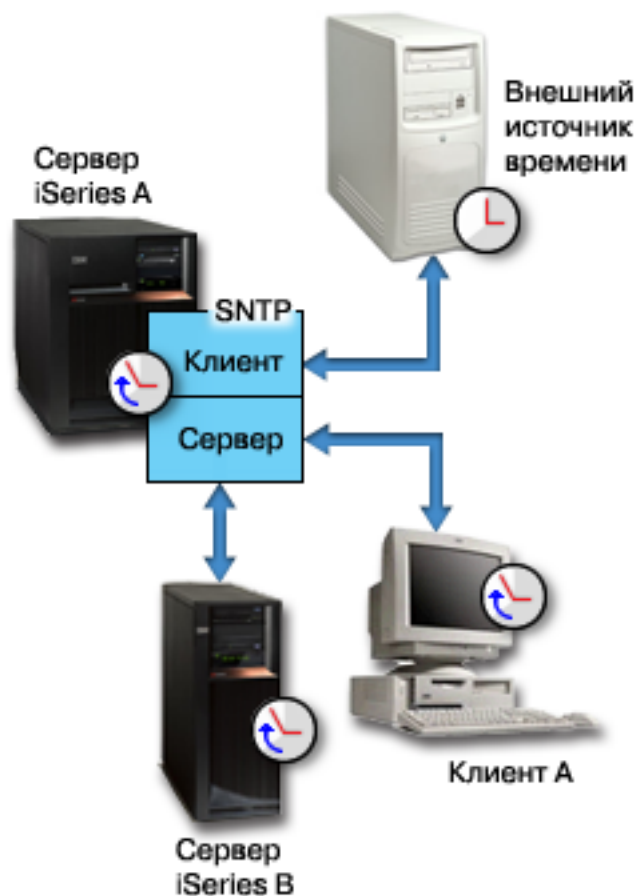 Внешний
источник
времени
Сервер
iSeries A
SNTP
Клиент
Сервер
Клиент A
Сервер
iSeries B